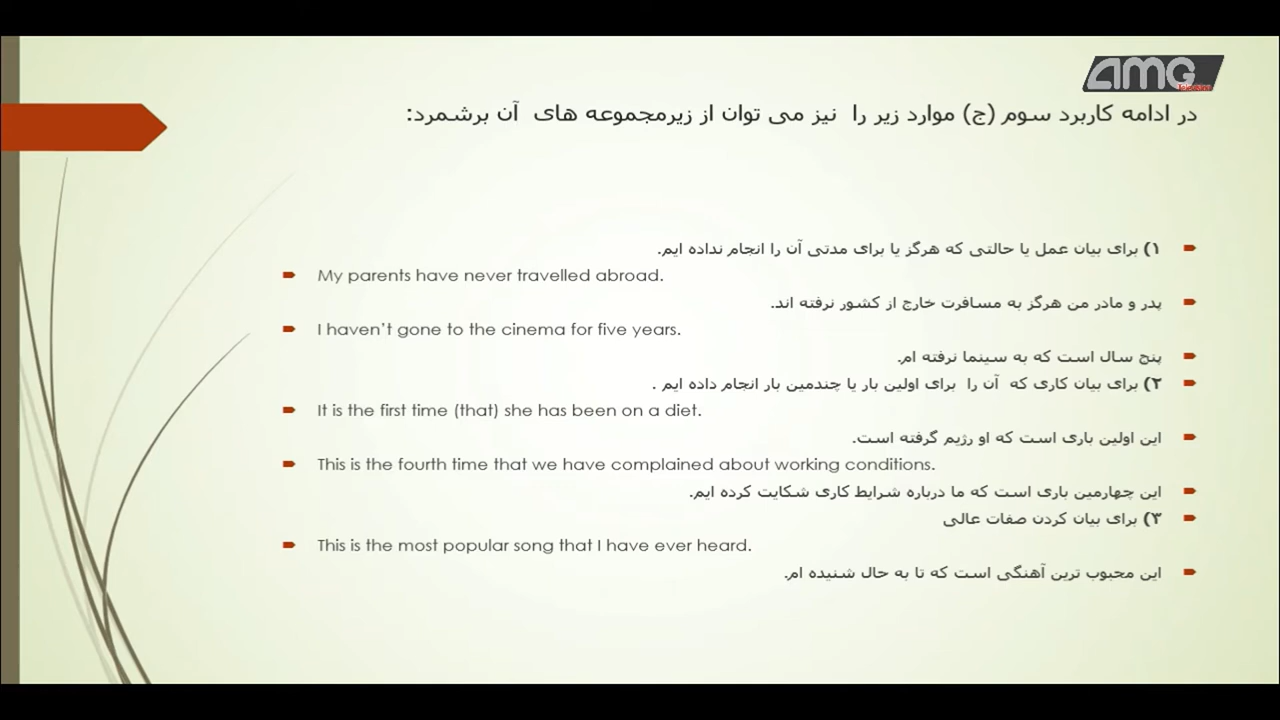 AMG
در ادامه کاربرد سوم (ج) موارد زیر را نیز می توان از زیرمجموعه های آن برشمرد:
۱) برای بیان عمل یا حالتی که هرگز یا برای مدتی آن را انجام نداده ایم.
My parents have never travelled abroad.
پدر و مادر من هرگز به مسافرت خارج از کشور نرفته اند.
I haven't gone to the cinema for five years.
پنج سال است که به سینما نرفته ام.
۲) برای بیان کاری که آن را برای اولین بار یا چندمین بار انجام داده ایم .
It is the first time (that) she has been on a diet.
این اولین باری است که او رژیم گرفته است.
This is the fourth time that we have complained about working conditions.
این چهارمین باری است که ما درباره شرایط کاری شکایت کرده ایم.
۳) برای بیان کردن صفات عالی
This is the most popular song that I have ever heard.
این محبوب ترین آهنگی است که تا به حال شنیده ام.